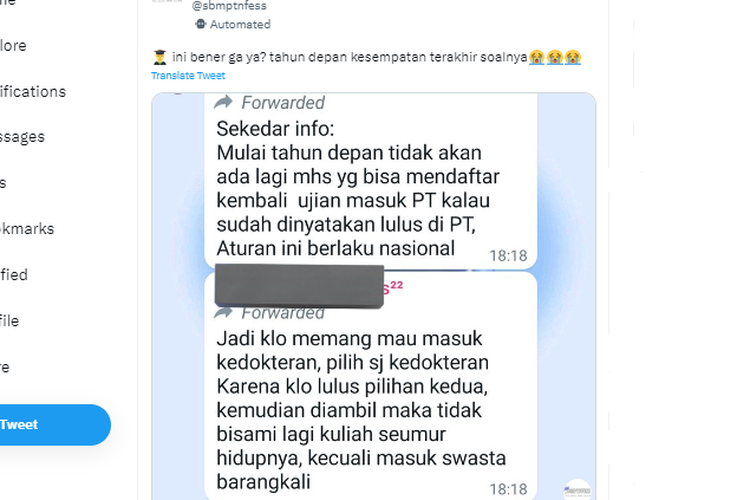 @sbmptnfess
Automated
ini bener ga ya? tahun depan kesempatan terakhir soalnya😭😭😭
Translate Tweet
lore
ifications
ssages
s
kmarks
fied
file
e
Tweet
Forwarded
Sekedar info:
Mulai tahun depan tidak akan
ada lagi mhs yg bisa mendaftar
kembali ujian masuk PT kalau
sudah dinyatakan lulus di PT,
Aturan ini berlaku nasional
18:18
s²²
Forwarded
Jadi klo memang mau masuk
kedokteran, pilih sj kedokteran
Karena klo lulus pilihan kedua,
kemudian diambil maka tidak
bisami lagi kuliah seumur
hidupnya, kecuali masuk swasta
barangkali
18:18